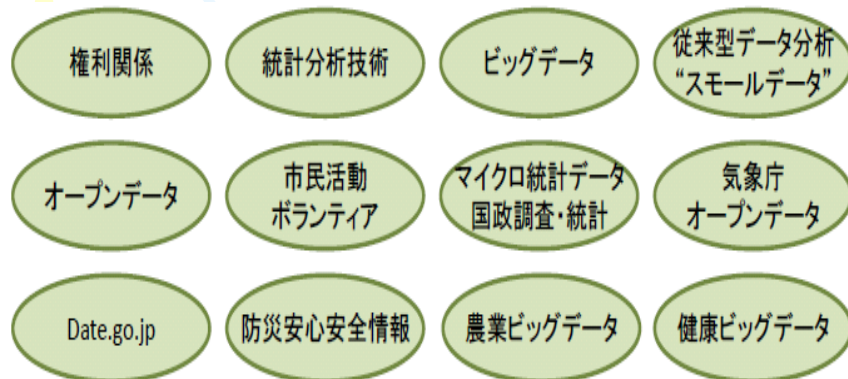 権利関係
統計分析技術
ビッグデータ
従来型データ分析
“スモールデータ”
オープンデータ
市民活動
ボランティア
マイクロ統計データ
国政調査・統計
気象庁
オープンデータ
Date.go.jp
防災安心安全情報
農業ビッグデータ
健康ビッグデータ